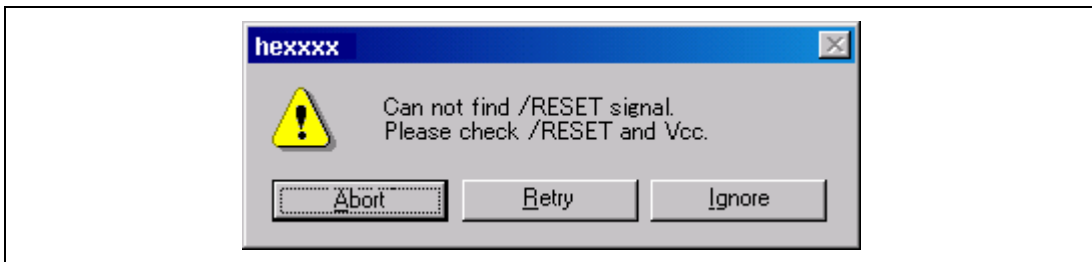 hexxxx
Can not find /RESET signal.
Please check /RESET and Vcc.
Abort Retry Ignore